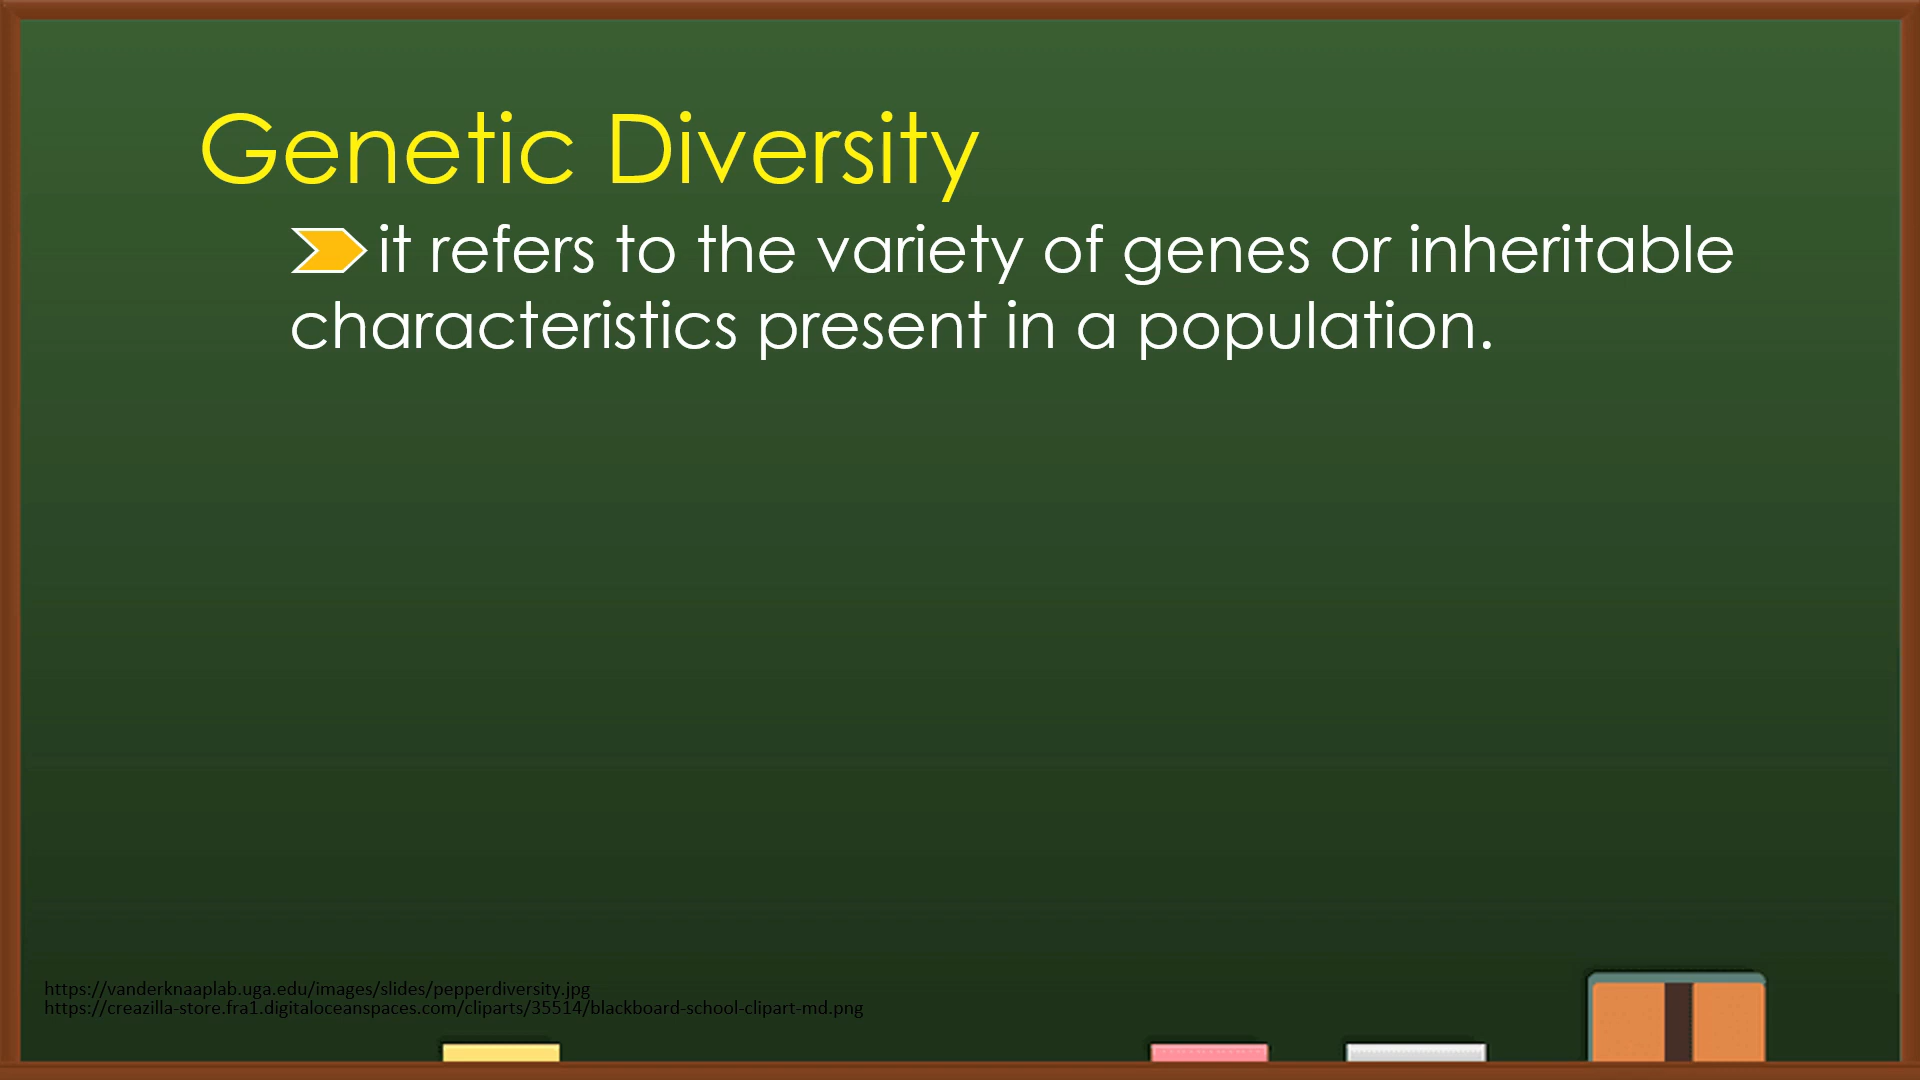 Genetic Diversity
it refers to the variety of genes or inheritable
characteristics present in a population.
https://vanderknaaplab.uga.edu/images/slides/pepperdiversity.jpg
https://creazilla-store.fra1.digitaloceanspaces.com/cliparts/35514/blackboard-school-clipart-md.png